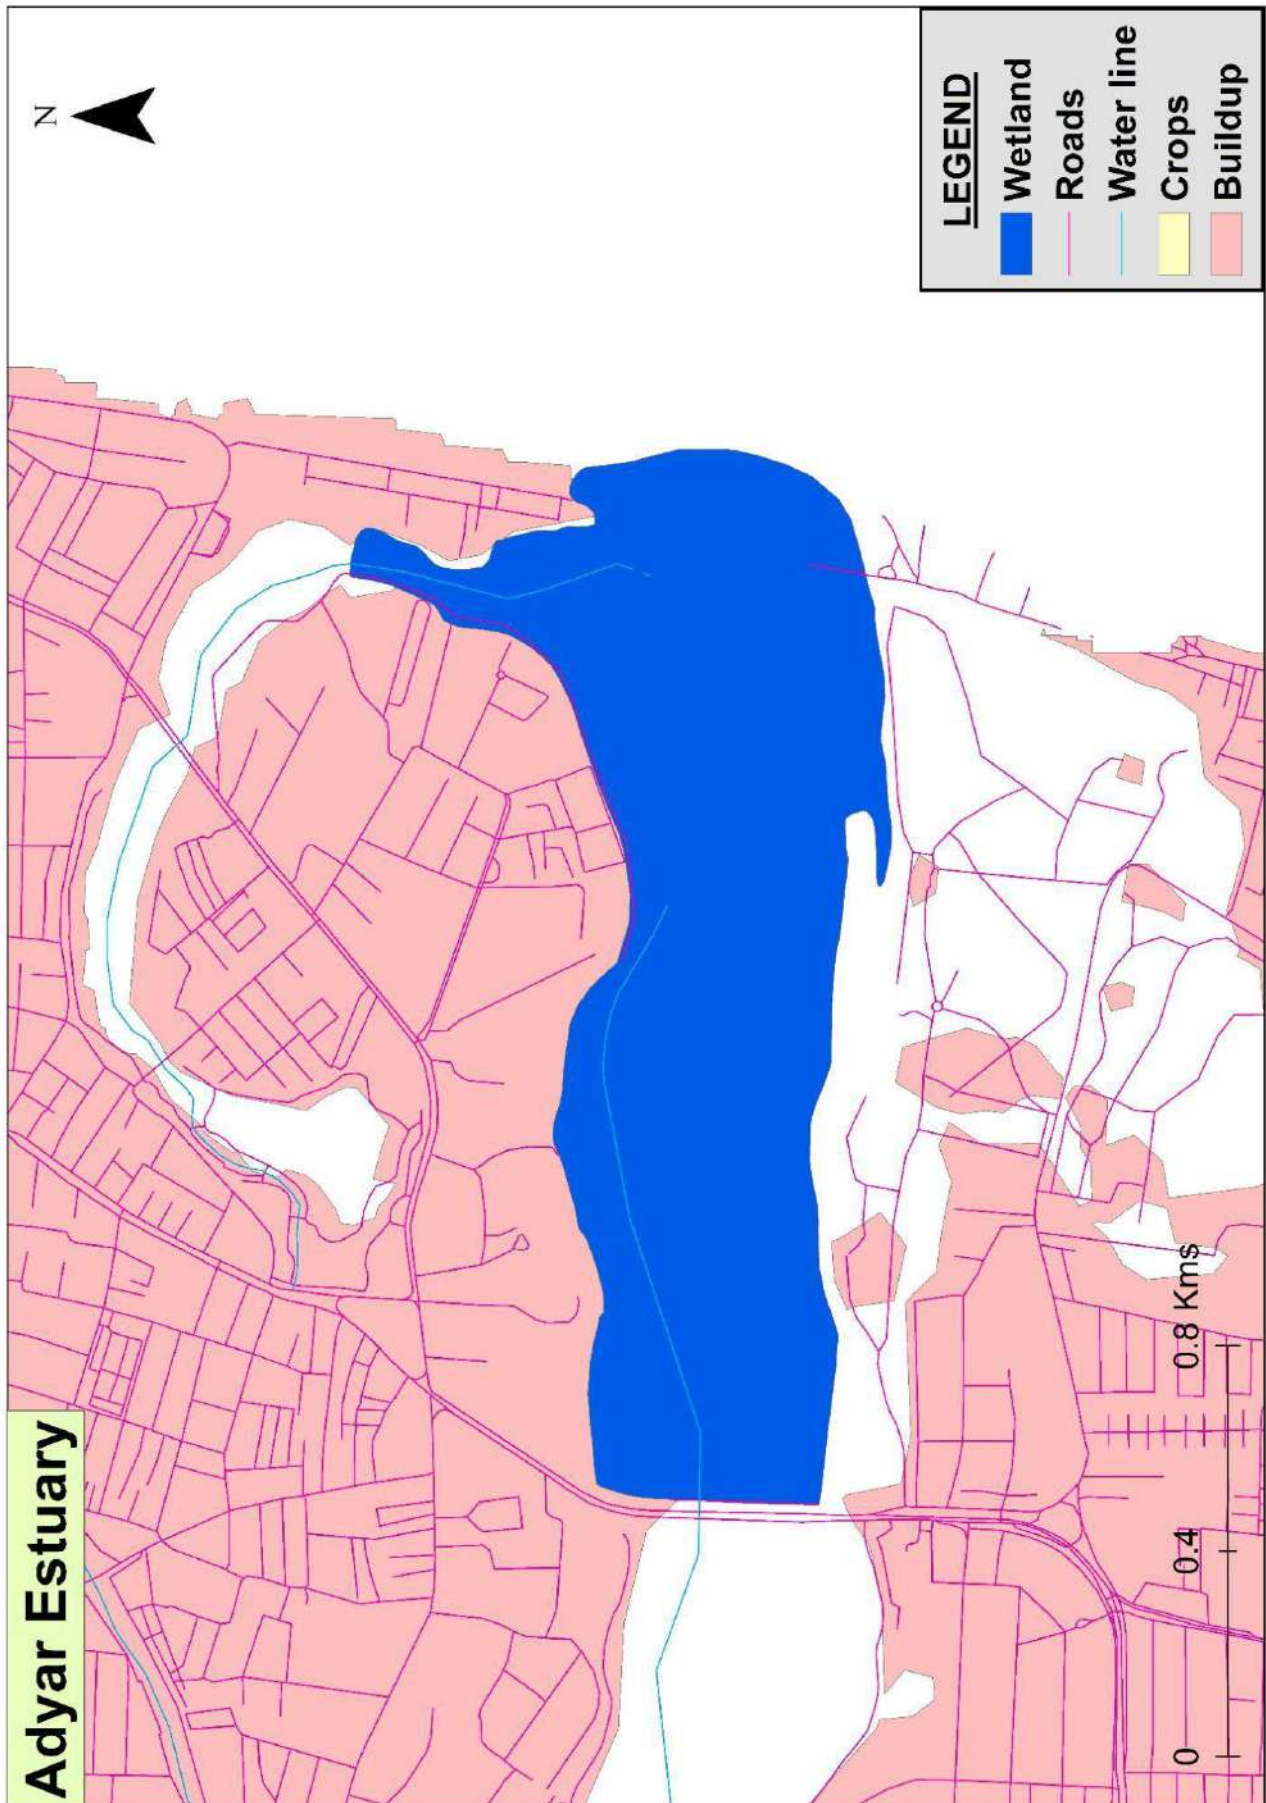 Adyar Estuary
N
LEGEND
Wetland
Roads
Water line
Crops
Buildup
0 0.4 0.8 Kms